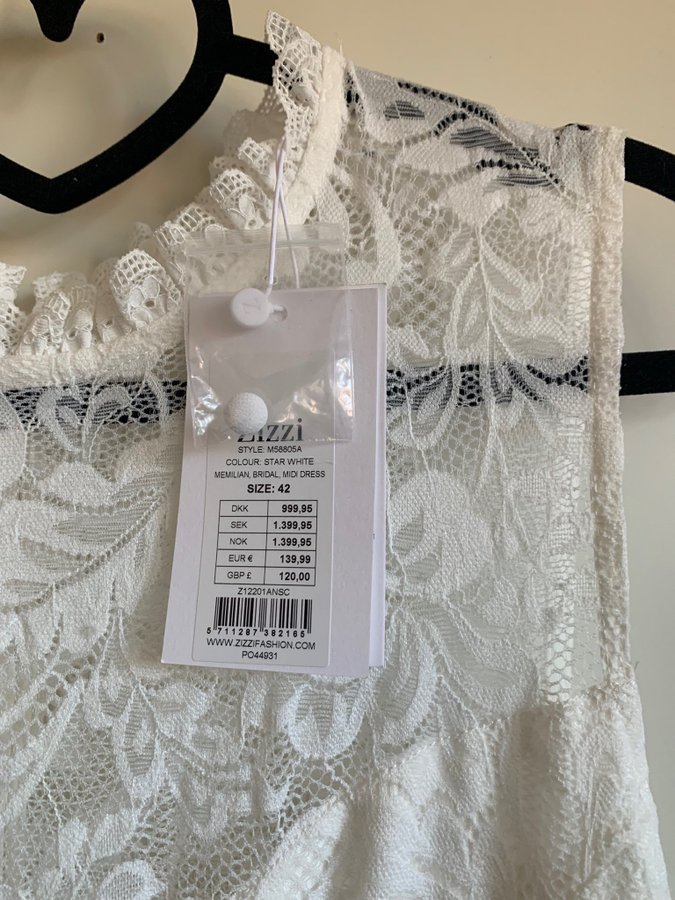 Zizzi
STYLE: M58805A
COLOUR: STAR WHITE
MEMILIAN, BRIDAL, MIDI DRESS
SIZE: 42
DKK 999,95
SEK 1.399,95
NOK 1.399,95
EUR € 139,99
GBP £ 120,00
Z12201ANSC
5 711287 382165
WWW.ZIZZIFASHION.COM
PO44931